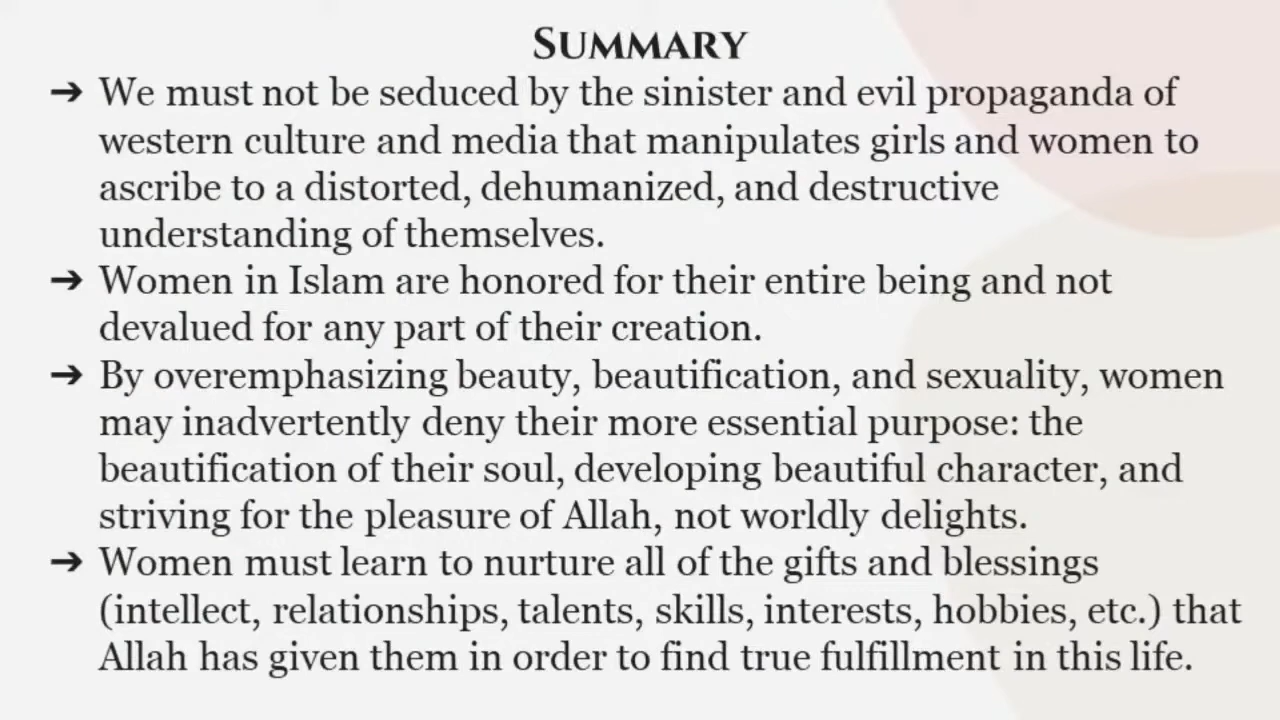 SUMMARY
➔ We must not be seduced by the sinister and evil propaganda of
western culture and media that manipulates girls and women to
ascribe to a distorted, dehumanized, and destructive
understanding of themselves.
➔ Women in Islam are honored for their entire being and not
devalued for any part of their creation.
➔ By overemphasizing beauty, beautification, and sexuality, women
may inadvertently deny their more essential purpose: the
beautification of their soul, developing beautiful character, and
striving for the pleasure of Allah, not worldly delights.
➔ Women must learn to nurture all of the gifts and blessings
(intellect, relationships, talents, skills, interests, hobbies, etc.) that
Allah has given them in order to find true fulfillment in this life.